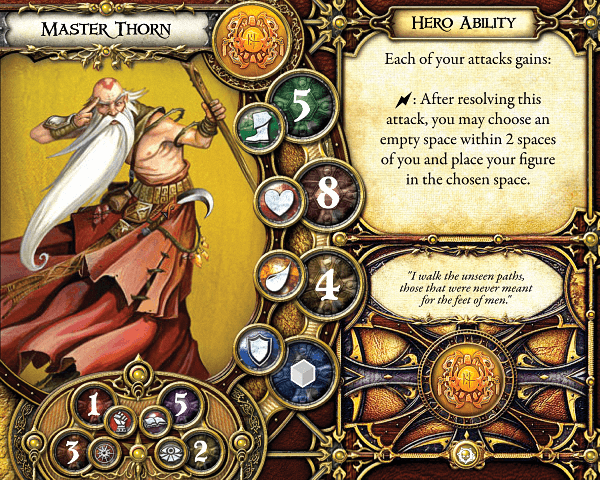 MASTER THORN
5
8
4
1
5
3
2
HERO ABILITY
Each of your attacks gains:
: After resolving this
attack, you may choose an
empty space within 2 spaces
of you and place your figure
in the chosen space.
"I walk the unseen paths,
those that were never meant
for the feet of men."